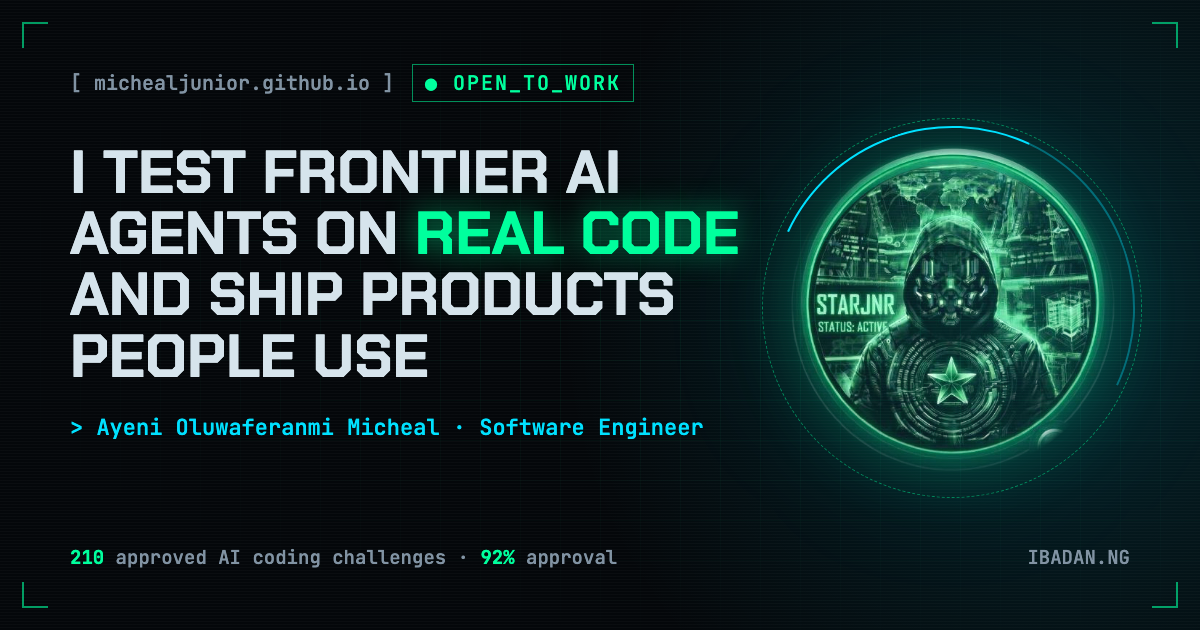 [ michealjunior.github.io ] ● OPEN_TO_WORK
I TEST FRONTIER AI
AGENTS ON REAL CODE
AND SHIP PRODUCTS
PEOPLE USE
> Ayeni Oluwaferanmi Micheal · Software Engineer
STARJNR
STATUS: ACTIVE
210 approved AI coding challenges · 92% approval
IBADAN.NG